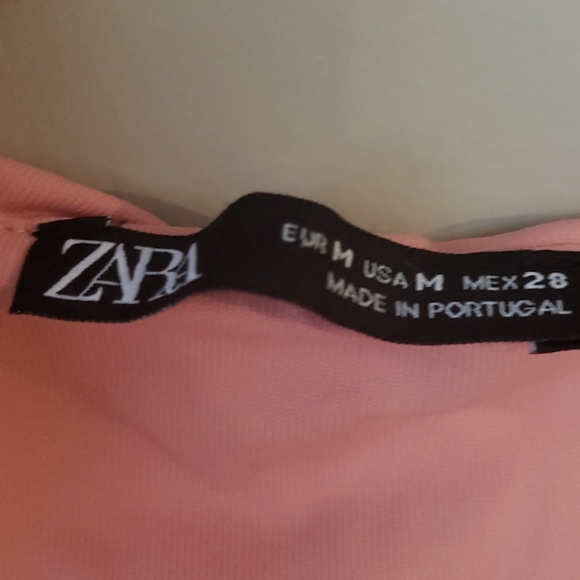 ZARA
EUR M USA M MEX 28
MADE IN PORTUGAL